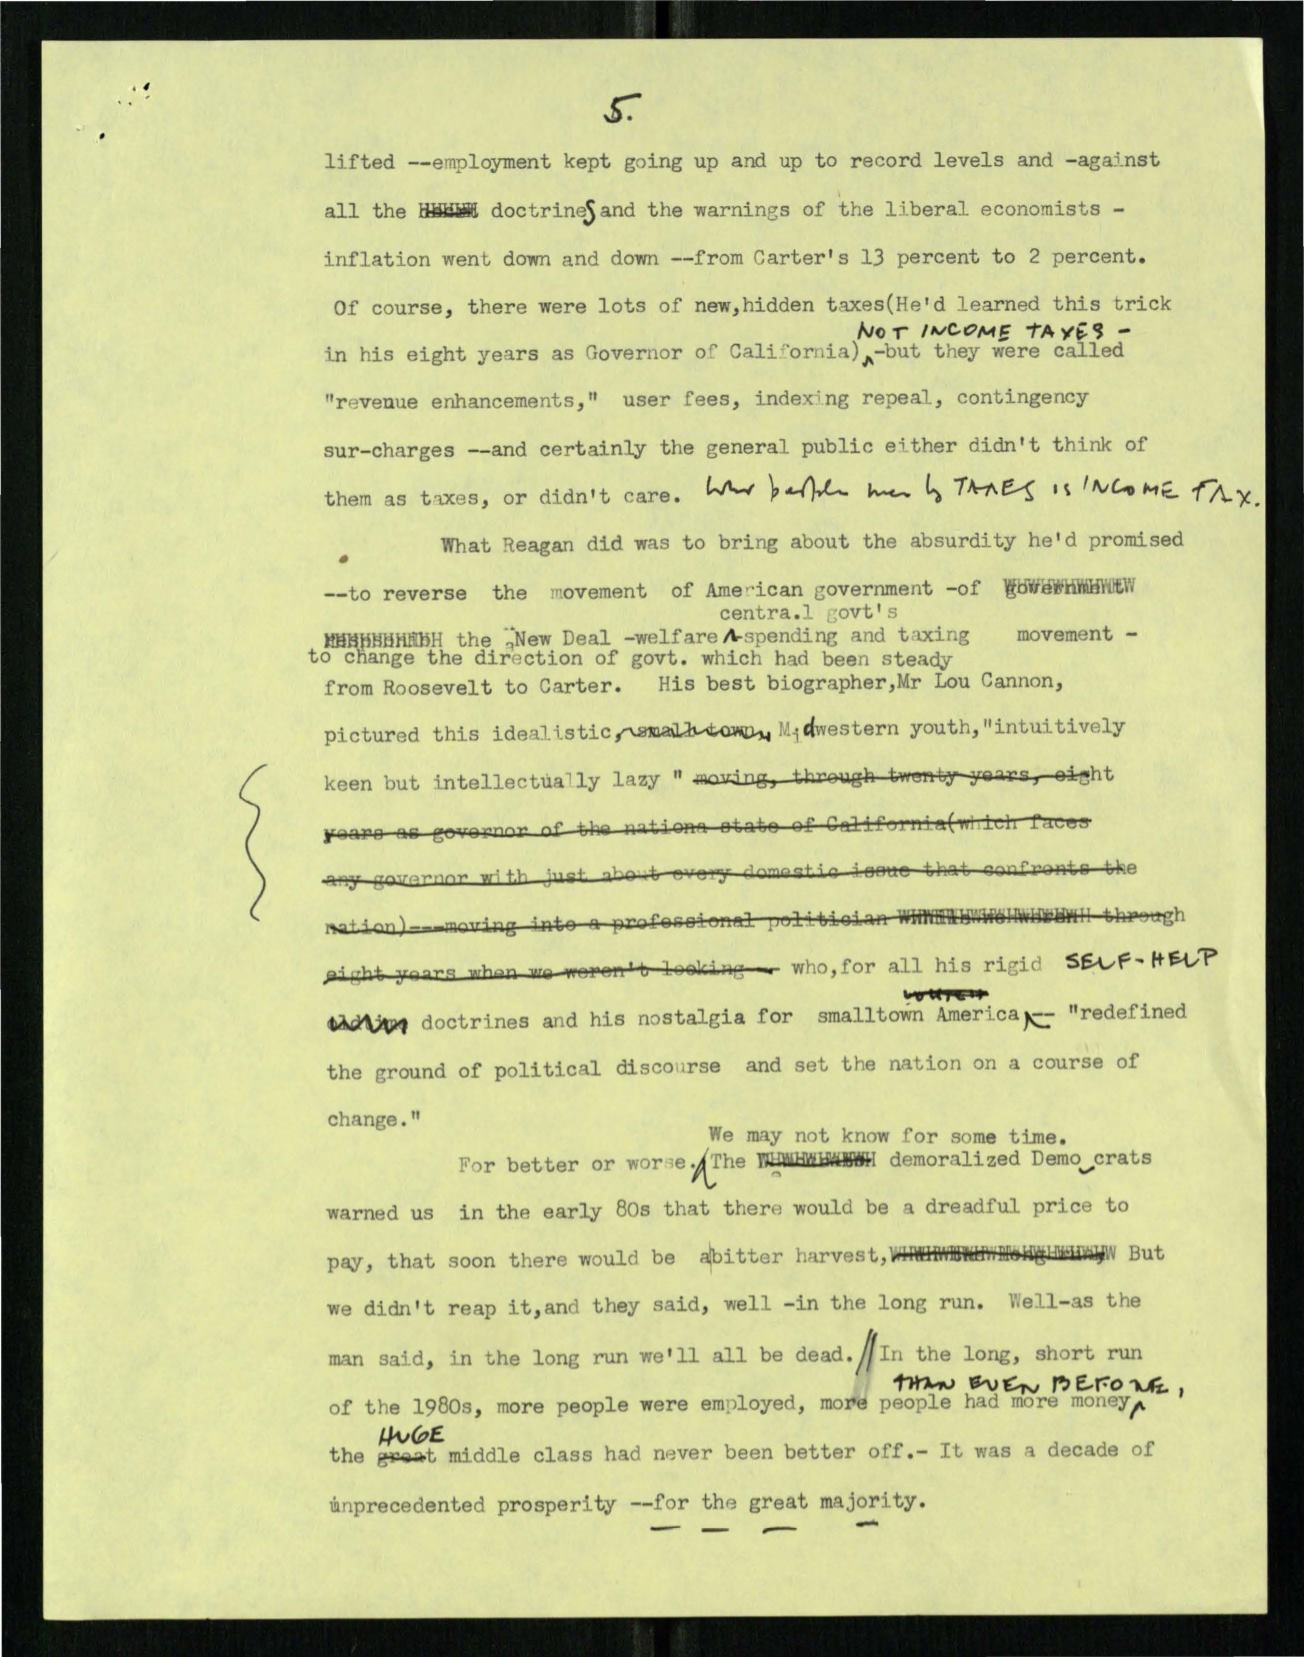 5.
lifted --employment kept going up and up to record levels and -against
all the doctrines and the warnings of the liberal economists -
inflation went down and down --from Carter's 13 percent to 2 percent.
Of course, there were lots of new,hidden taxes(He'd learned this trick
NOT INCOME TAXES -
in his eight years as Governor of California) -but they were called
"revenue enhancements," user fees, indexing repeal, contingency
sur-charges --and certainly the general public either didn't think of
them as taxes, or didn't care. What people mean by TAXES IS INCOME TAX.
What Reagan did was to bring about the absurdity he'd promised
--to reverse the movement of American government -of government
centra.l govt's
the New Deal -welfare -spending and taxing movement -
to change the direction of govt. which had been steady
from Roosevelt to Carter. His best biographer,Mr Lou Cannon,
pictured this idealistic, small town, Midwestern youth,"intuitively
keen but intellectually lazy " moving, through twenty years, eight
years as governor of the nationa state of California(which faces
any governor with just about every domestic issue that confronts the
nation)---moving into a professional politician through
eight years when we weren't looking - who,for all his rigid SELF-HELP
doctrines and his nostalgia for smalltown America -- "redefined
the ground of political discourse and set the nation on a course of
change."
We may not know for some time.
For better or worse. The demoralized Demo crats
warned us in the early 80s that there would be a dreadful price to
pay, that soon there would be a bitter harvest, But
we didn't reap it,and they said, well -in the long run. Well-as the
man said, in the long run we'll all be dead. // In the long, short run
THAN EVEN BEFORE,
of the 1980s, more people were employed, more people had more money
HUGE
the great middle class had never been better off.- It was a decade of
unprecedented prosperity --for the great majority.